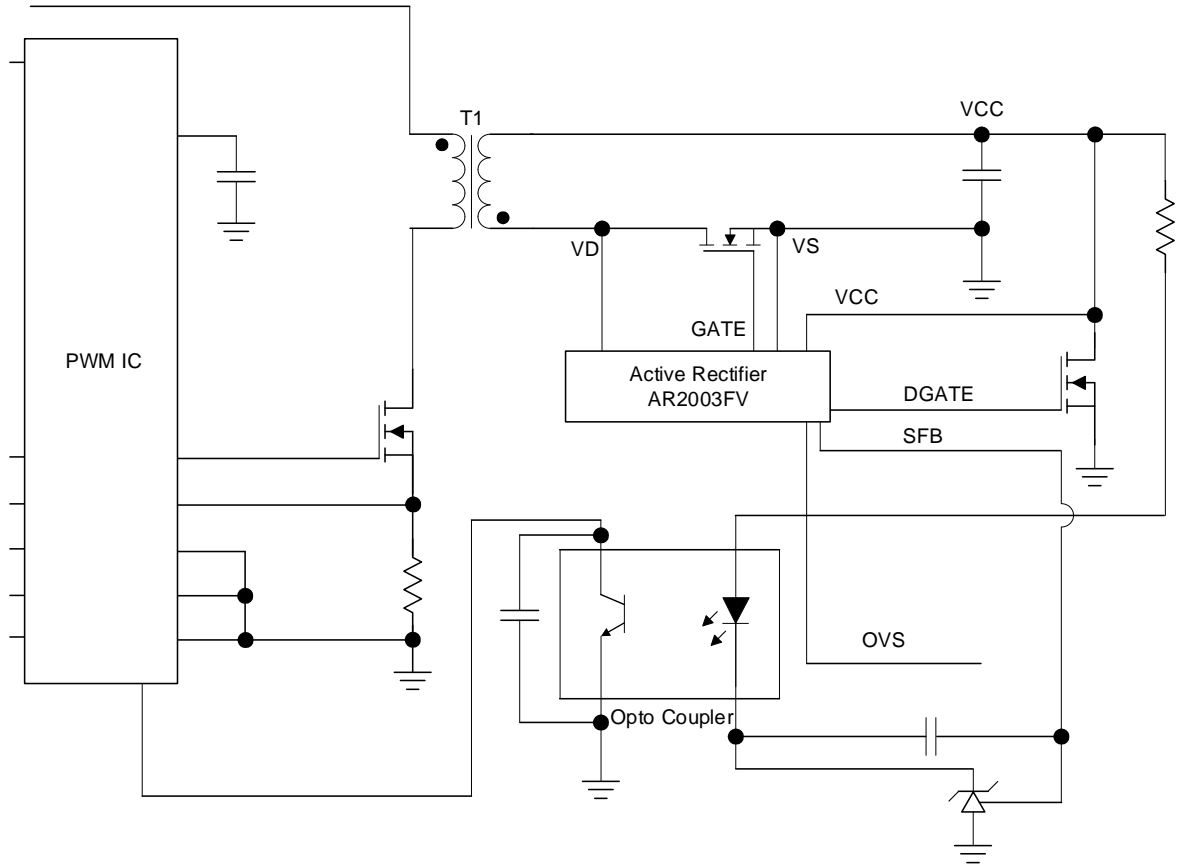 T1
VCC
VD
VS
VCC
GATE
PWM IC
Active Rectifier
AR2003FV
DGATE
SFB
OVS
Opto Coupler